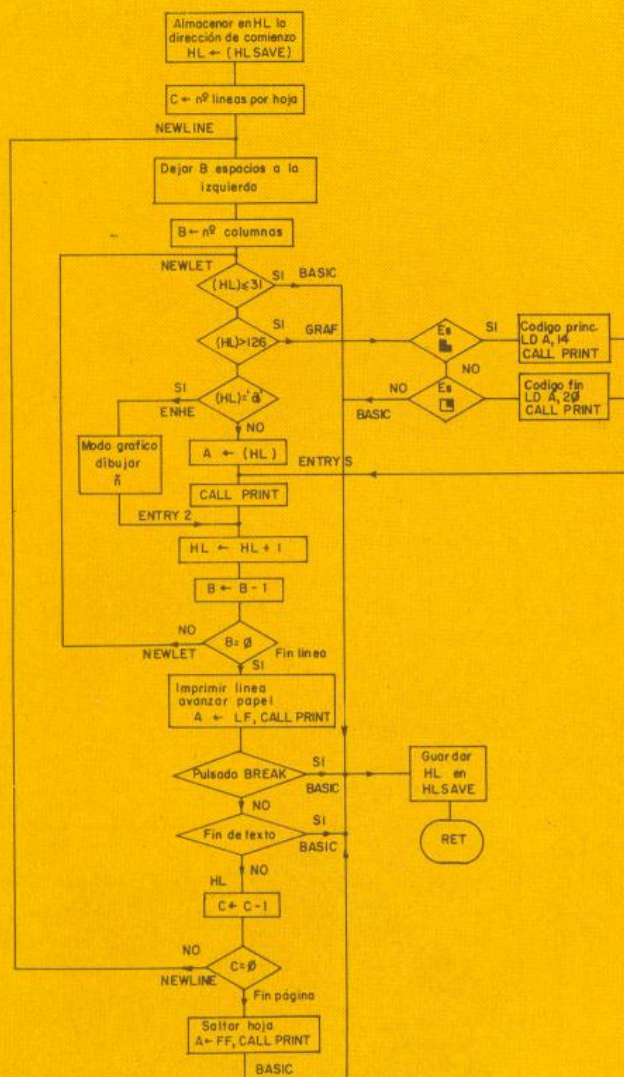 Almacenar en HL la
dirección de comienzo
HL ← (HLSAVE)
C ← nº lineas por hoja
NEWLINE
Dejar B espacios a la
izquierda
B ← nº columnas
NEWLET
SI
BASIC
(HL)≤31
SI
GRAF
(HL)>126
Es
SI
Codigo princ.
LD A, 14
CALL PRINT
NO
SI
ENHE
(HL)='a'
NO
BASIC
Es
Codigo fin
LD A, 2Ø
CALL PRINT
NO
Modo grafico
dibujar
ñ
A ← (HL)
ENTRY S
CALL PRINT
ENTRY 2
HL ← HL + 1
B ← B - 1
NO
NEWLET
B = Ø
Fin linea
SI
Imprimir linea
avanzar papel
A ← LF, CALL PRINT
Pulsado BREAK
SI
BASIC
Guardar
HL en
HLSAVE
NO
RET
Fin de texto
SI
BASIC
HL
NO
C ← C - 1
NO
NEWLINE
C = Ø
Fin página
Saltar hoja
A ← FF, CALL PRINT
BASIC